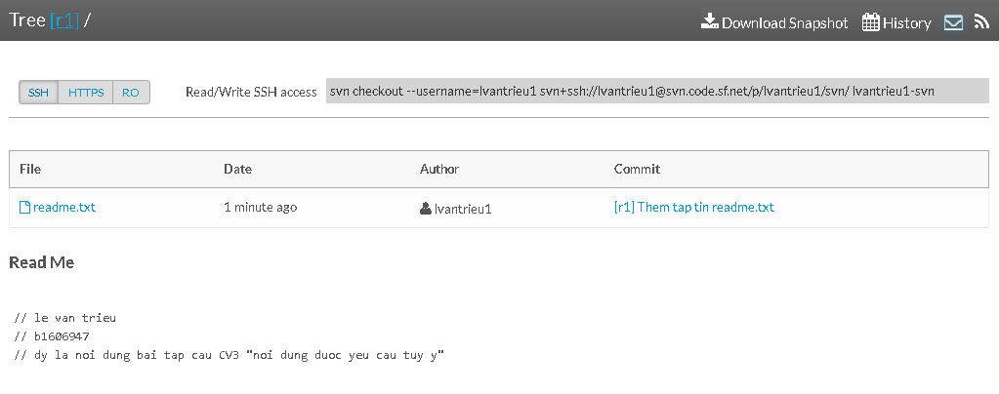 Tree [r1] /
Download Snapshot History
SSH HTTPS RO Read/Write SSH access svn checkout --username=lvantrieu1 svn+ssh://lvantrieu1@svn.code.sf.net/p/lvantrieu1/svn/ lvantrieu1-svn
File Date Author Commit
readme.txt 1 minute ago lvantrieu1 [r1] Them tap tin readme.txt
Read Me
// le van trieu
// b1606947
// dy la noi dung bai tap cau CV3 "noi dung duoc yeu cau tuy y"